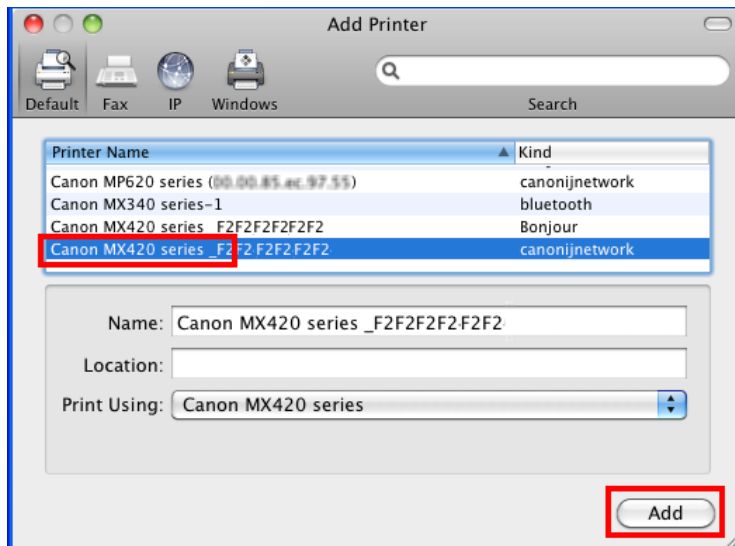 Add Printer
Default Fax IP Windows Search
Printer Name Kind
Canon MP620 series ( ) canonijnetwork
Canon MX340 series-1 bluetooth
Canon MX420 series _F2F2F2F2F2F2 Bonjour
Canon MX420 series _F2F2F2F2F2F2 canonijnetwork
Name: Canon MX420 series _F2F2F2F2F2F2
Location:
Print Using: Canon MX420 series
Add